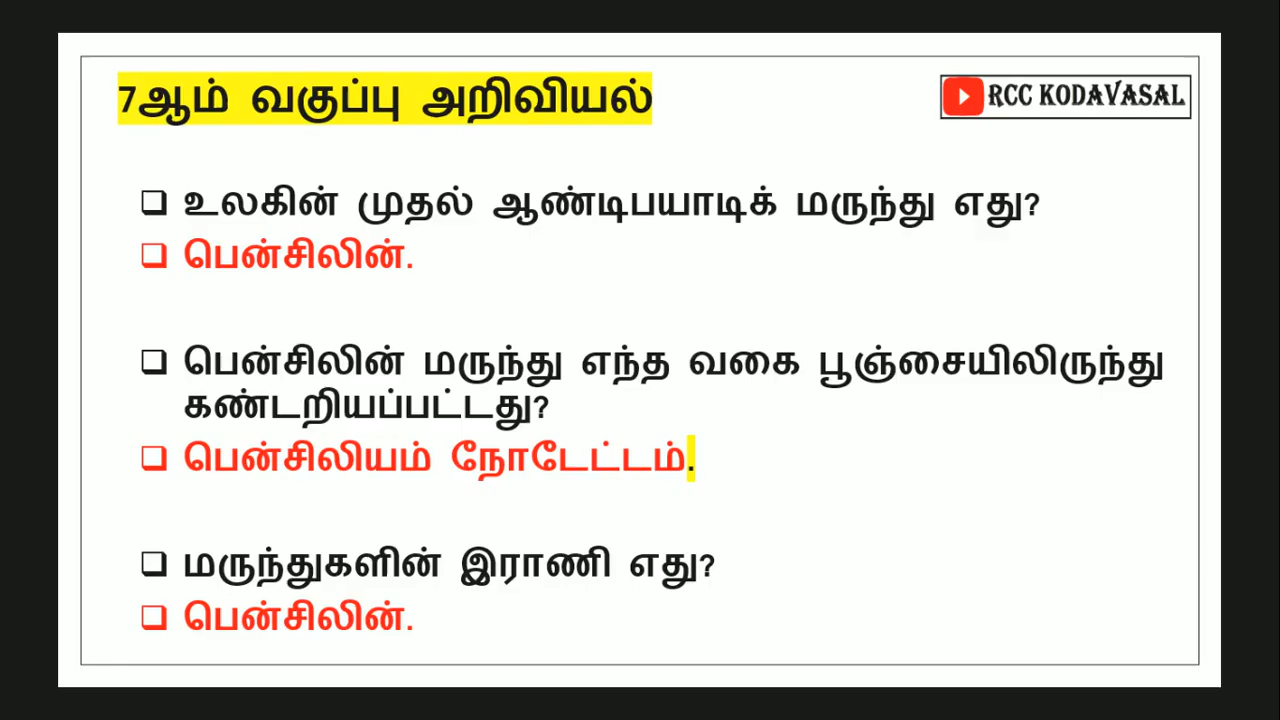 7ஆம் வகுப்பு அறிவியல்
RCC KODAVASAL
❑ உலகின் முதல் ஆண்டிபயாடிக் மருந்து எது?
❑ பென்சிலின்.
❑ பென்சிலின் மருந்து எந்த வகை பூஞ்சையிலிருந்து
கண்டறியப்பட்டது?
❑ பென்சிலியம் நோடேட்டம்.
❑ மருந்துகளின் இராணி எது?
❑ பென்சிலின்.